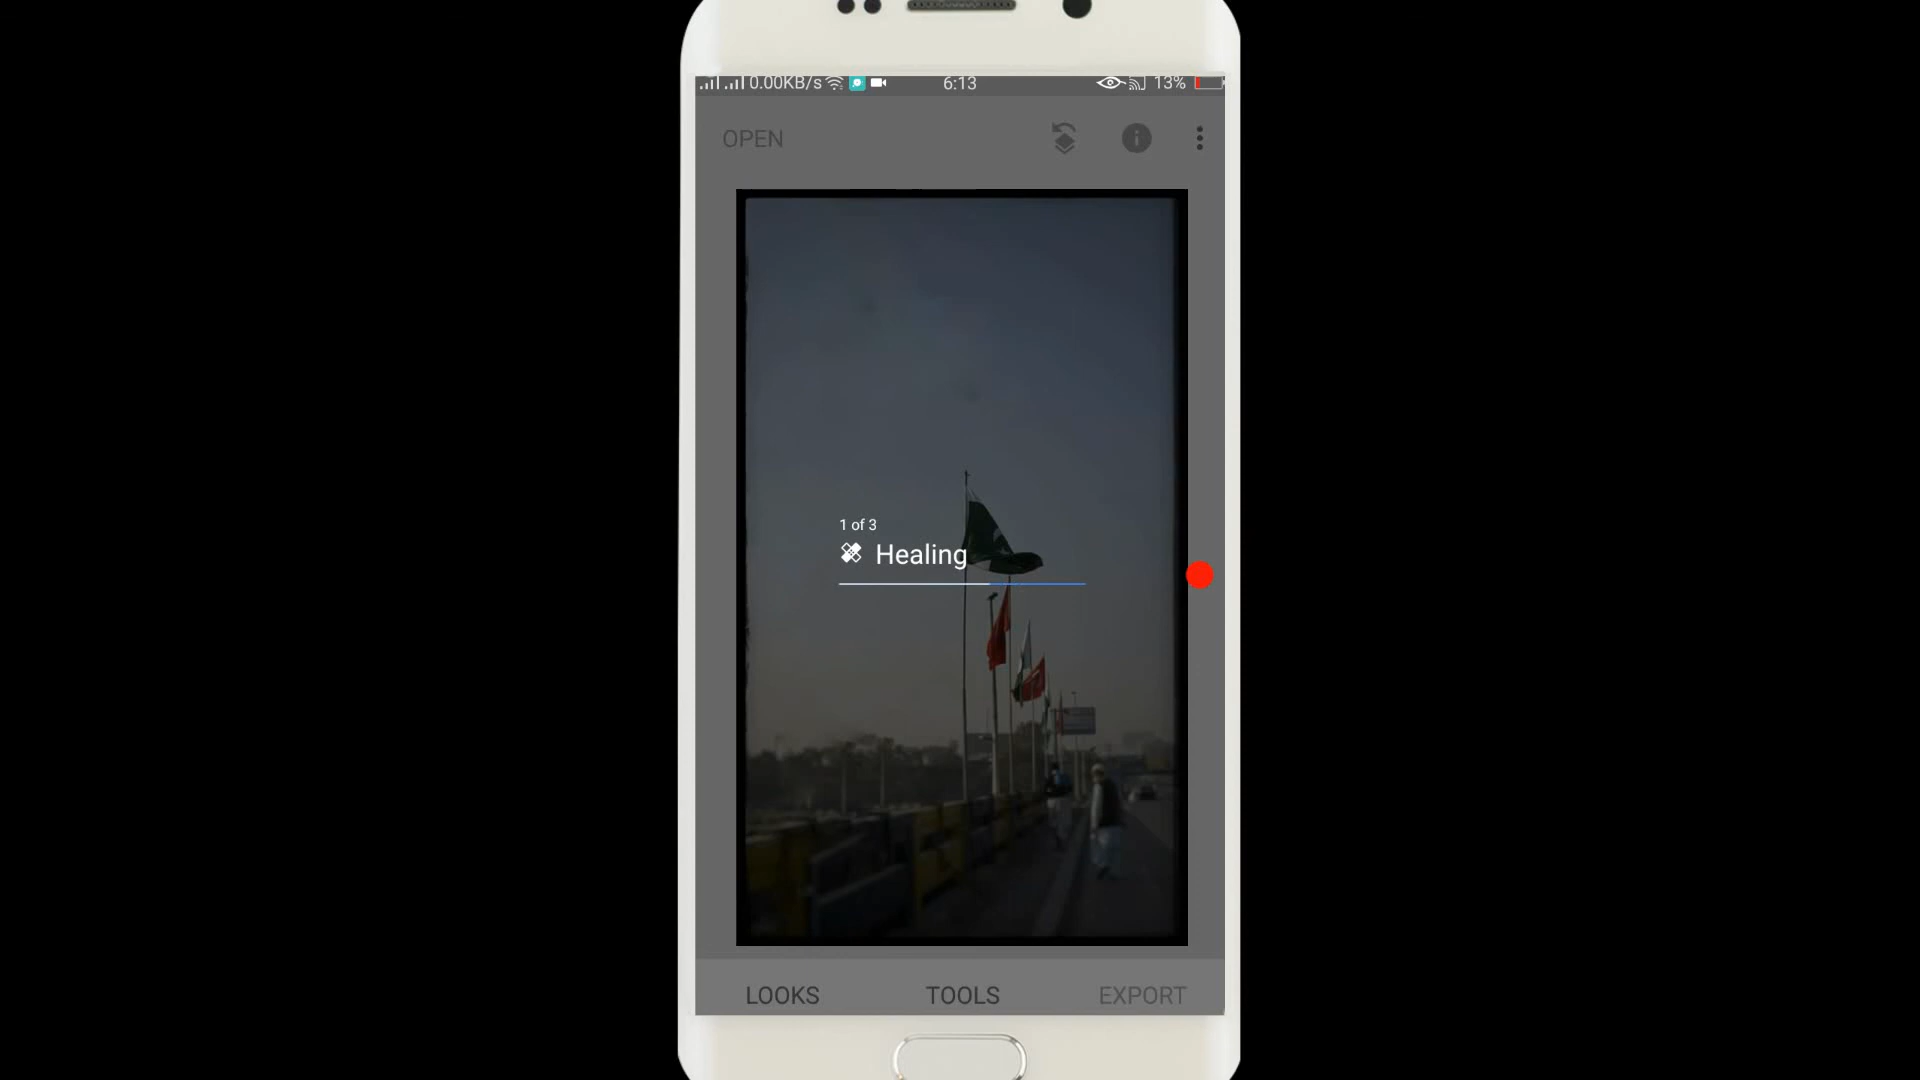 0.00KB/s 6:13 13%
OPEN
1 of 3
Healing
LOOKS TOOLS EXPORT